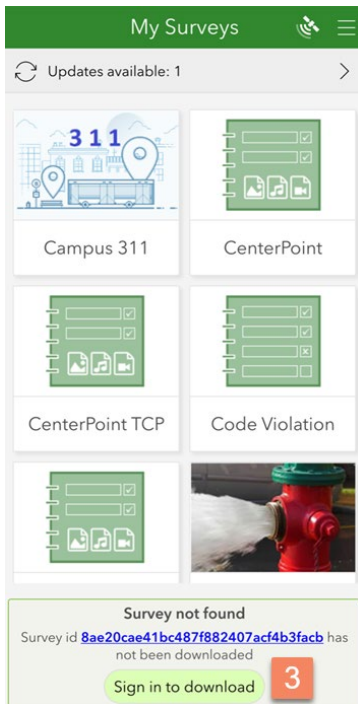 My Surveys
Updates available: 1
311
Campus 311
CenterPoint
CenterPoint TCP
Code Violation
Survey not found
Survey id 8ae20cae41bc487f882407acf4b3facb has
not been downloaded
Sign in to download
3